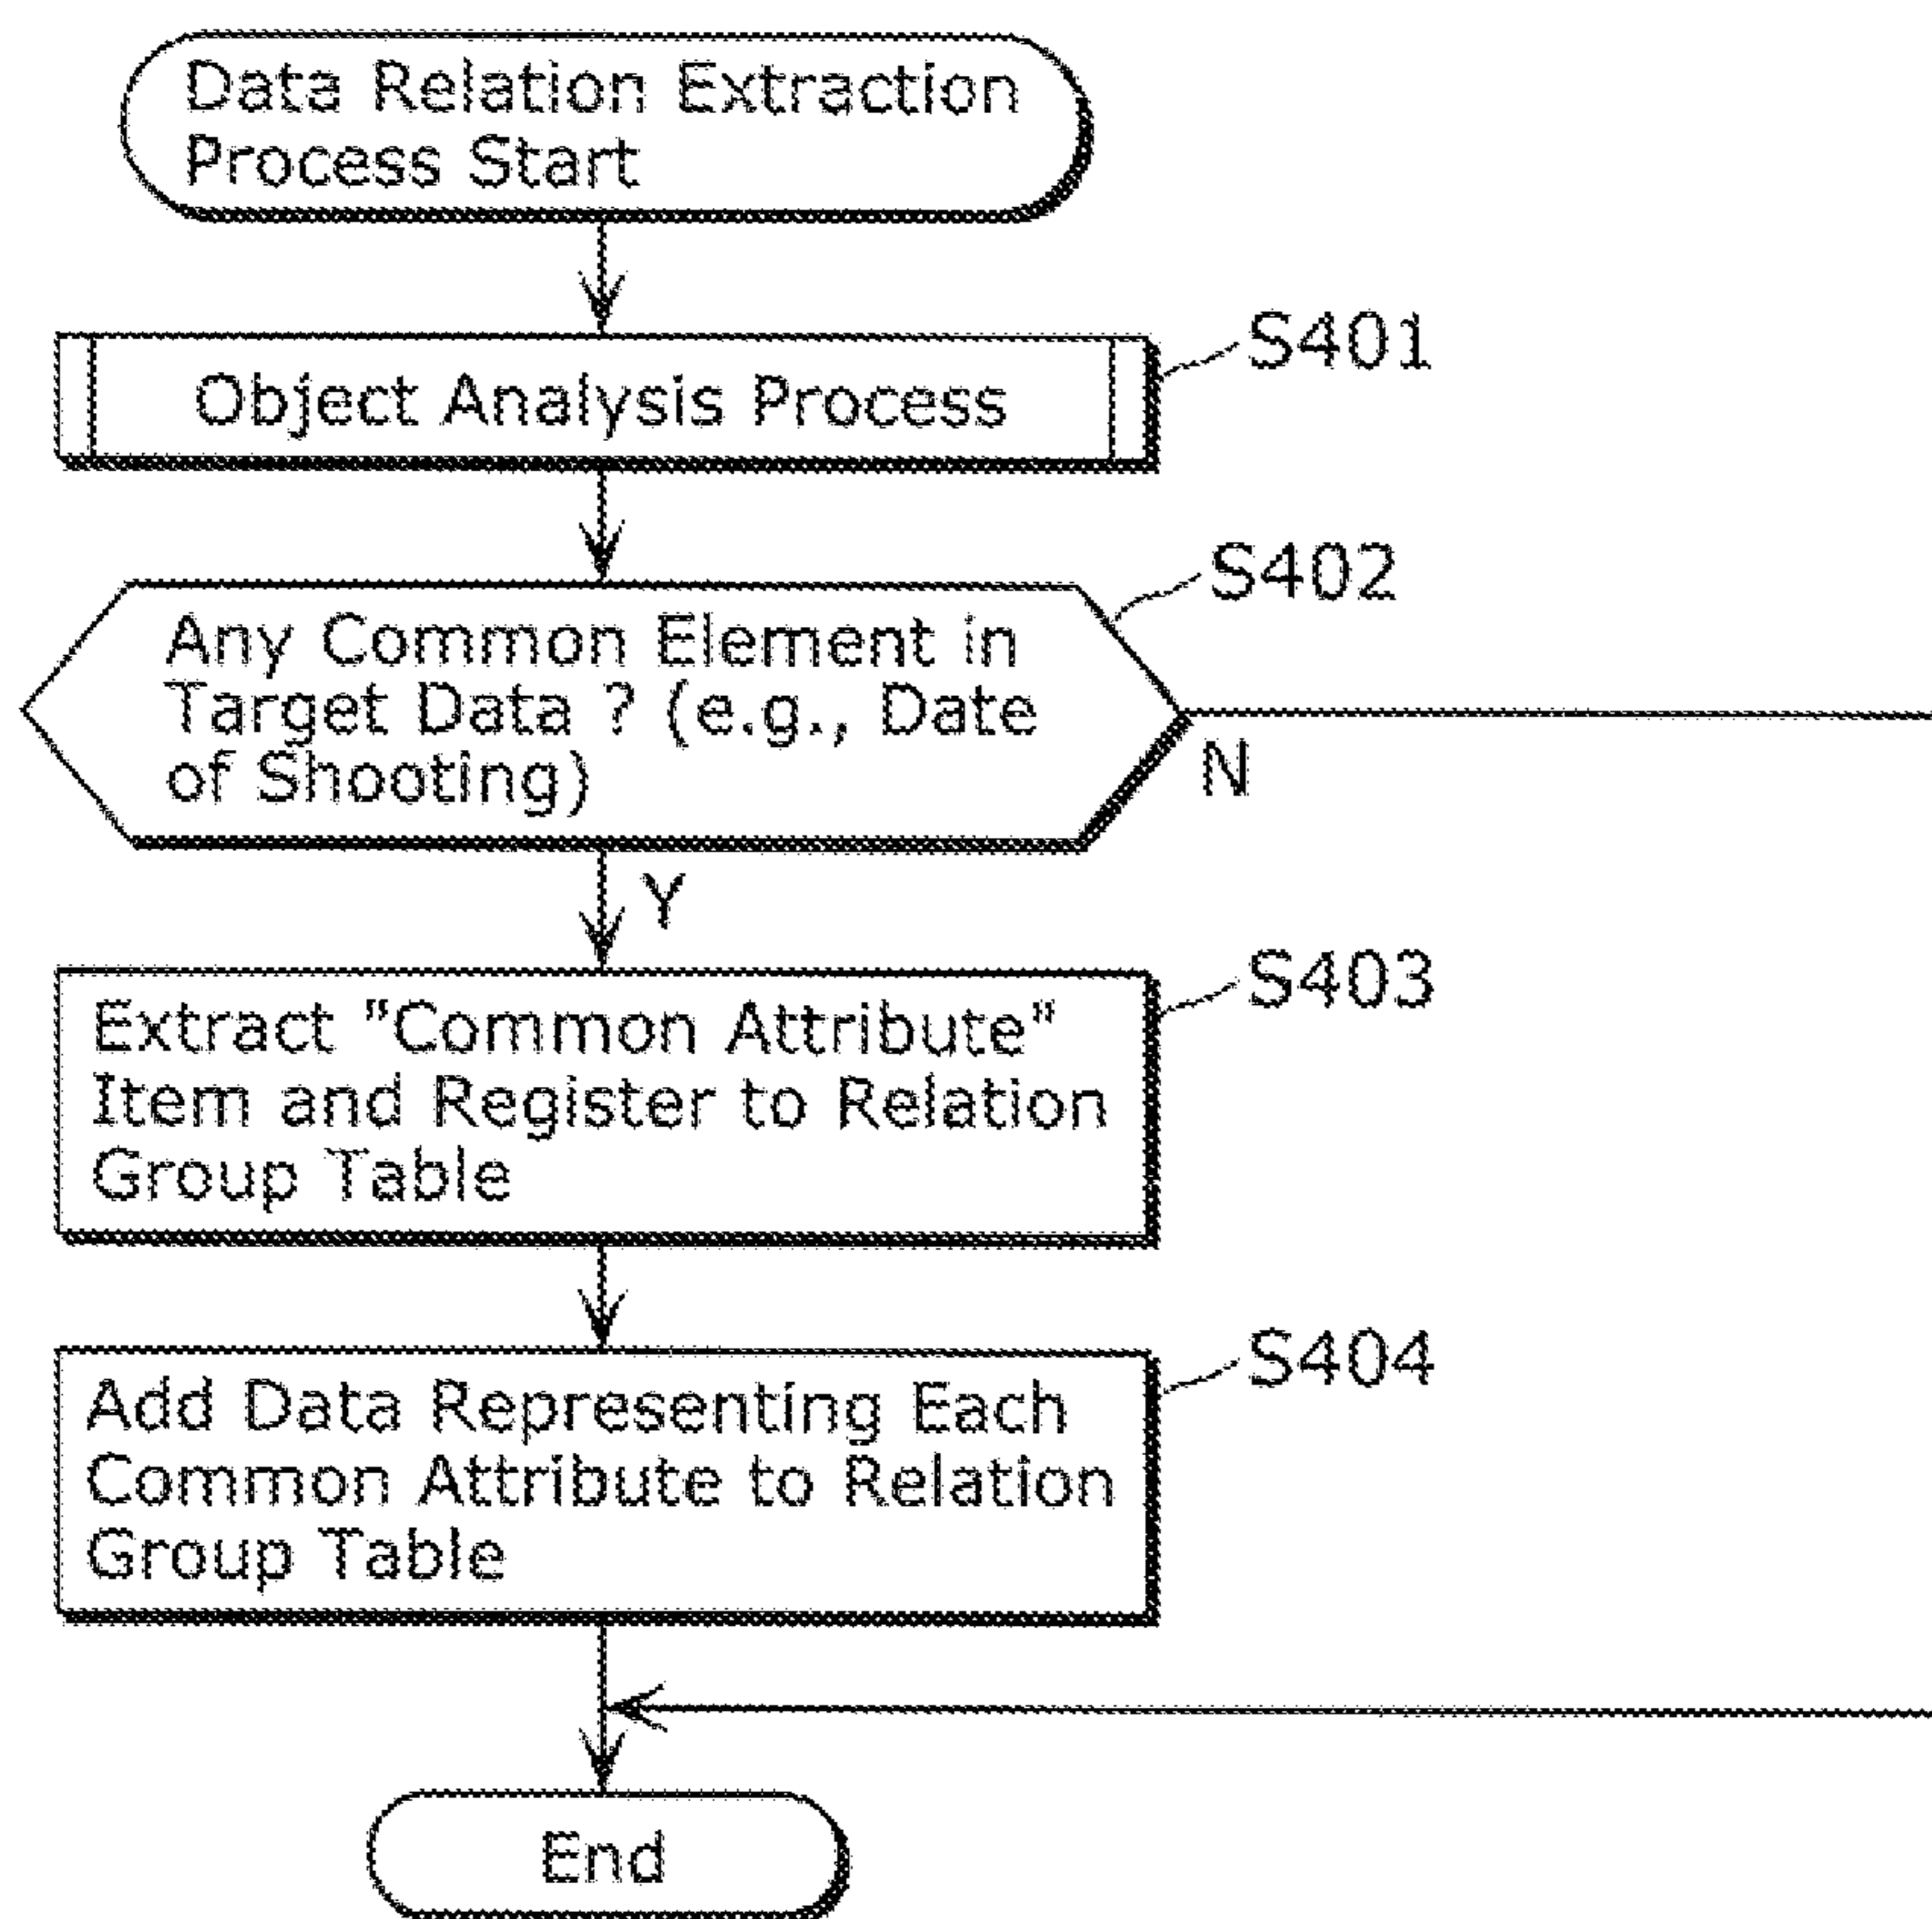 Data Relation Extraction
Process Start
S401
Object Analysis Process
S402
Any Common Element in
Target Data ? (e.g., Date
of Shooting)
N
Y
S403
Extract "Common Attribute"
Item and Register to Relation
Group Table
S404
Add Data Representing Each
Common Attribute to Relation
Group Table
End